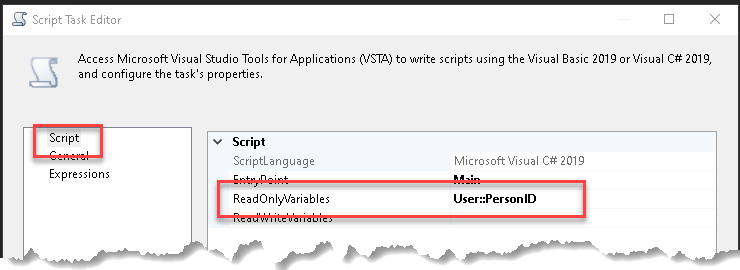 Script Task Editor
Access Microsoft Visual Studio Tools for Applications (VSTA) to write scripts using the Visual Basic 2019 or Visual C# 2019,
and configure the task's properties.
Script
General
Expressions
Script
ScriptLanguage Microsoft Visual C# 2019
EntryPoint Main
ReadOnlyVariables User::PersonID
ReadWriteVariables